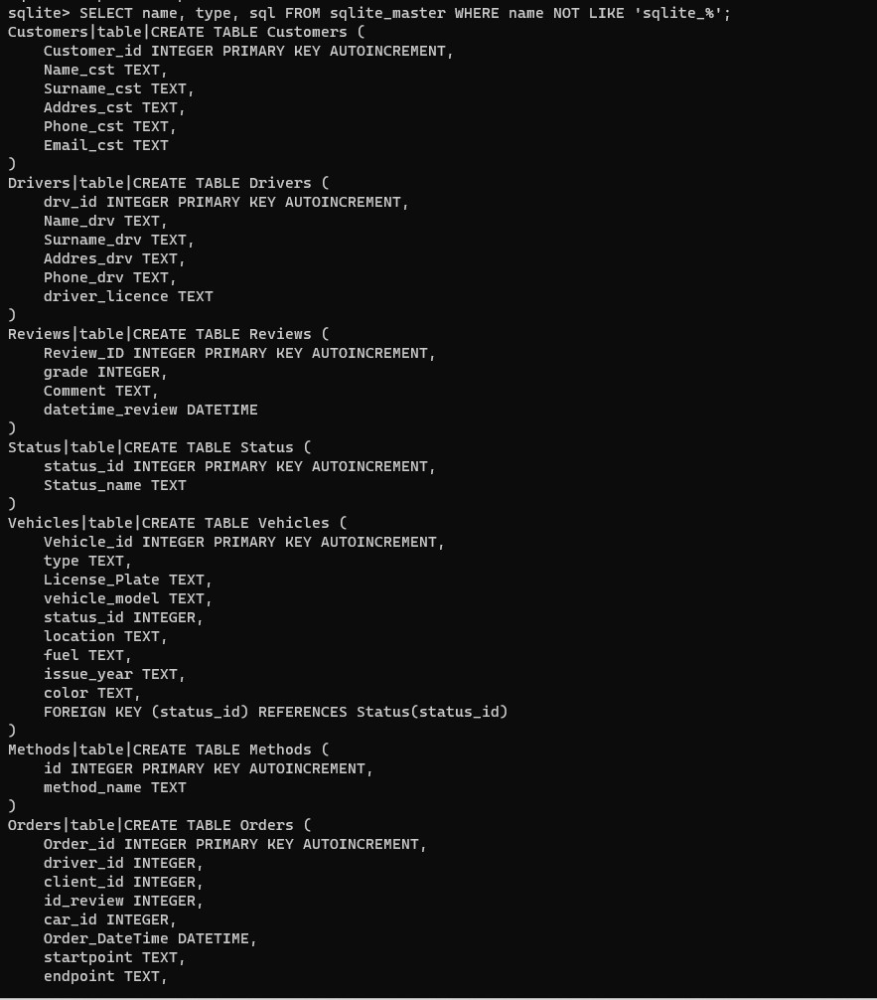 sqlite> SELECT name, type, sql FROM sqlite_master WHERE name NOT LIKE 'sqlite_%';
Customers|table|CREATE TABLE Customers (
    Customer_id INTEGER PRIMARY KEY AUTOINCREMENT,
    Name_cst TEXT,
    Surname_cst TEXT,
    Addres_cst TEXT,
    Phone_cst TEXT,
    Email_cst TEXT
)
Drivers|table|CREATE TABLE Drivers (
    drv_id INTEGER PRIMARY KEY AUTOINCREMENT,
    Name_drv TEXT,
    Surname_drv TEXT,
    Addres_drv TEXT,
    Phone_drv TEXT,
    driver_licence TEXT
)
Reviews|table|CREATE TABLE Reviews (
    Review_ID INTEGER PRIMARY KEY AUTOINCREMENT,
    grade INTEGER,
    Comment TEXT,
    datetime_review DATETIME
)
Status|table|CREATE TABLE Status (
    status_id INTEGER PRIMARY KEY AUTOINCREMENT,
    Status_name TEXT
)
Vehicles|table|CREATE TABLE Vehicles (
    Vehicle_id INTEGER PRIMARY KEY AUTOINCREMENT,
    type TEXT,
    License_Plate TEXT,
    vehicle_model TEXT,
    status_id INTEGER,
    location TEXT,
    fuel TEXT,
    issue_year TEXT,
    color TEXT,
    FOREIGN KEY (status_id) REFERENCES Status(status_id)
)
Methods|table|CREATE TABLE Methods (
    id INTEGER PRIMARY KEY AUTOINCREMENT,
    method_name TEXT
)
Orders|table|CREATE TABLE Orders (
    Order_id INTEGER PRIMARY KEY AUTOINCREMENT,
    driver_id INTEGER,
    client_id INTEGER,
    id_review INTEGER,
    car_id INTEGER,
    Order_DateTime DATETIME,
    startpoint TEXT,
    endpoint TEXT,